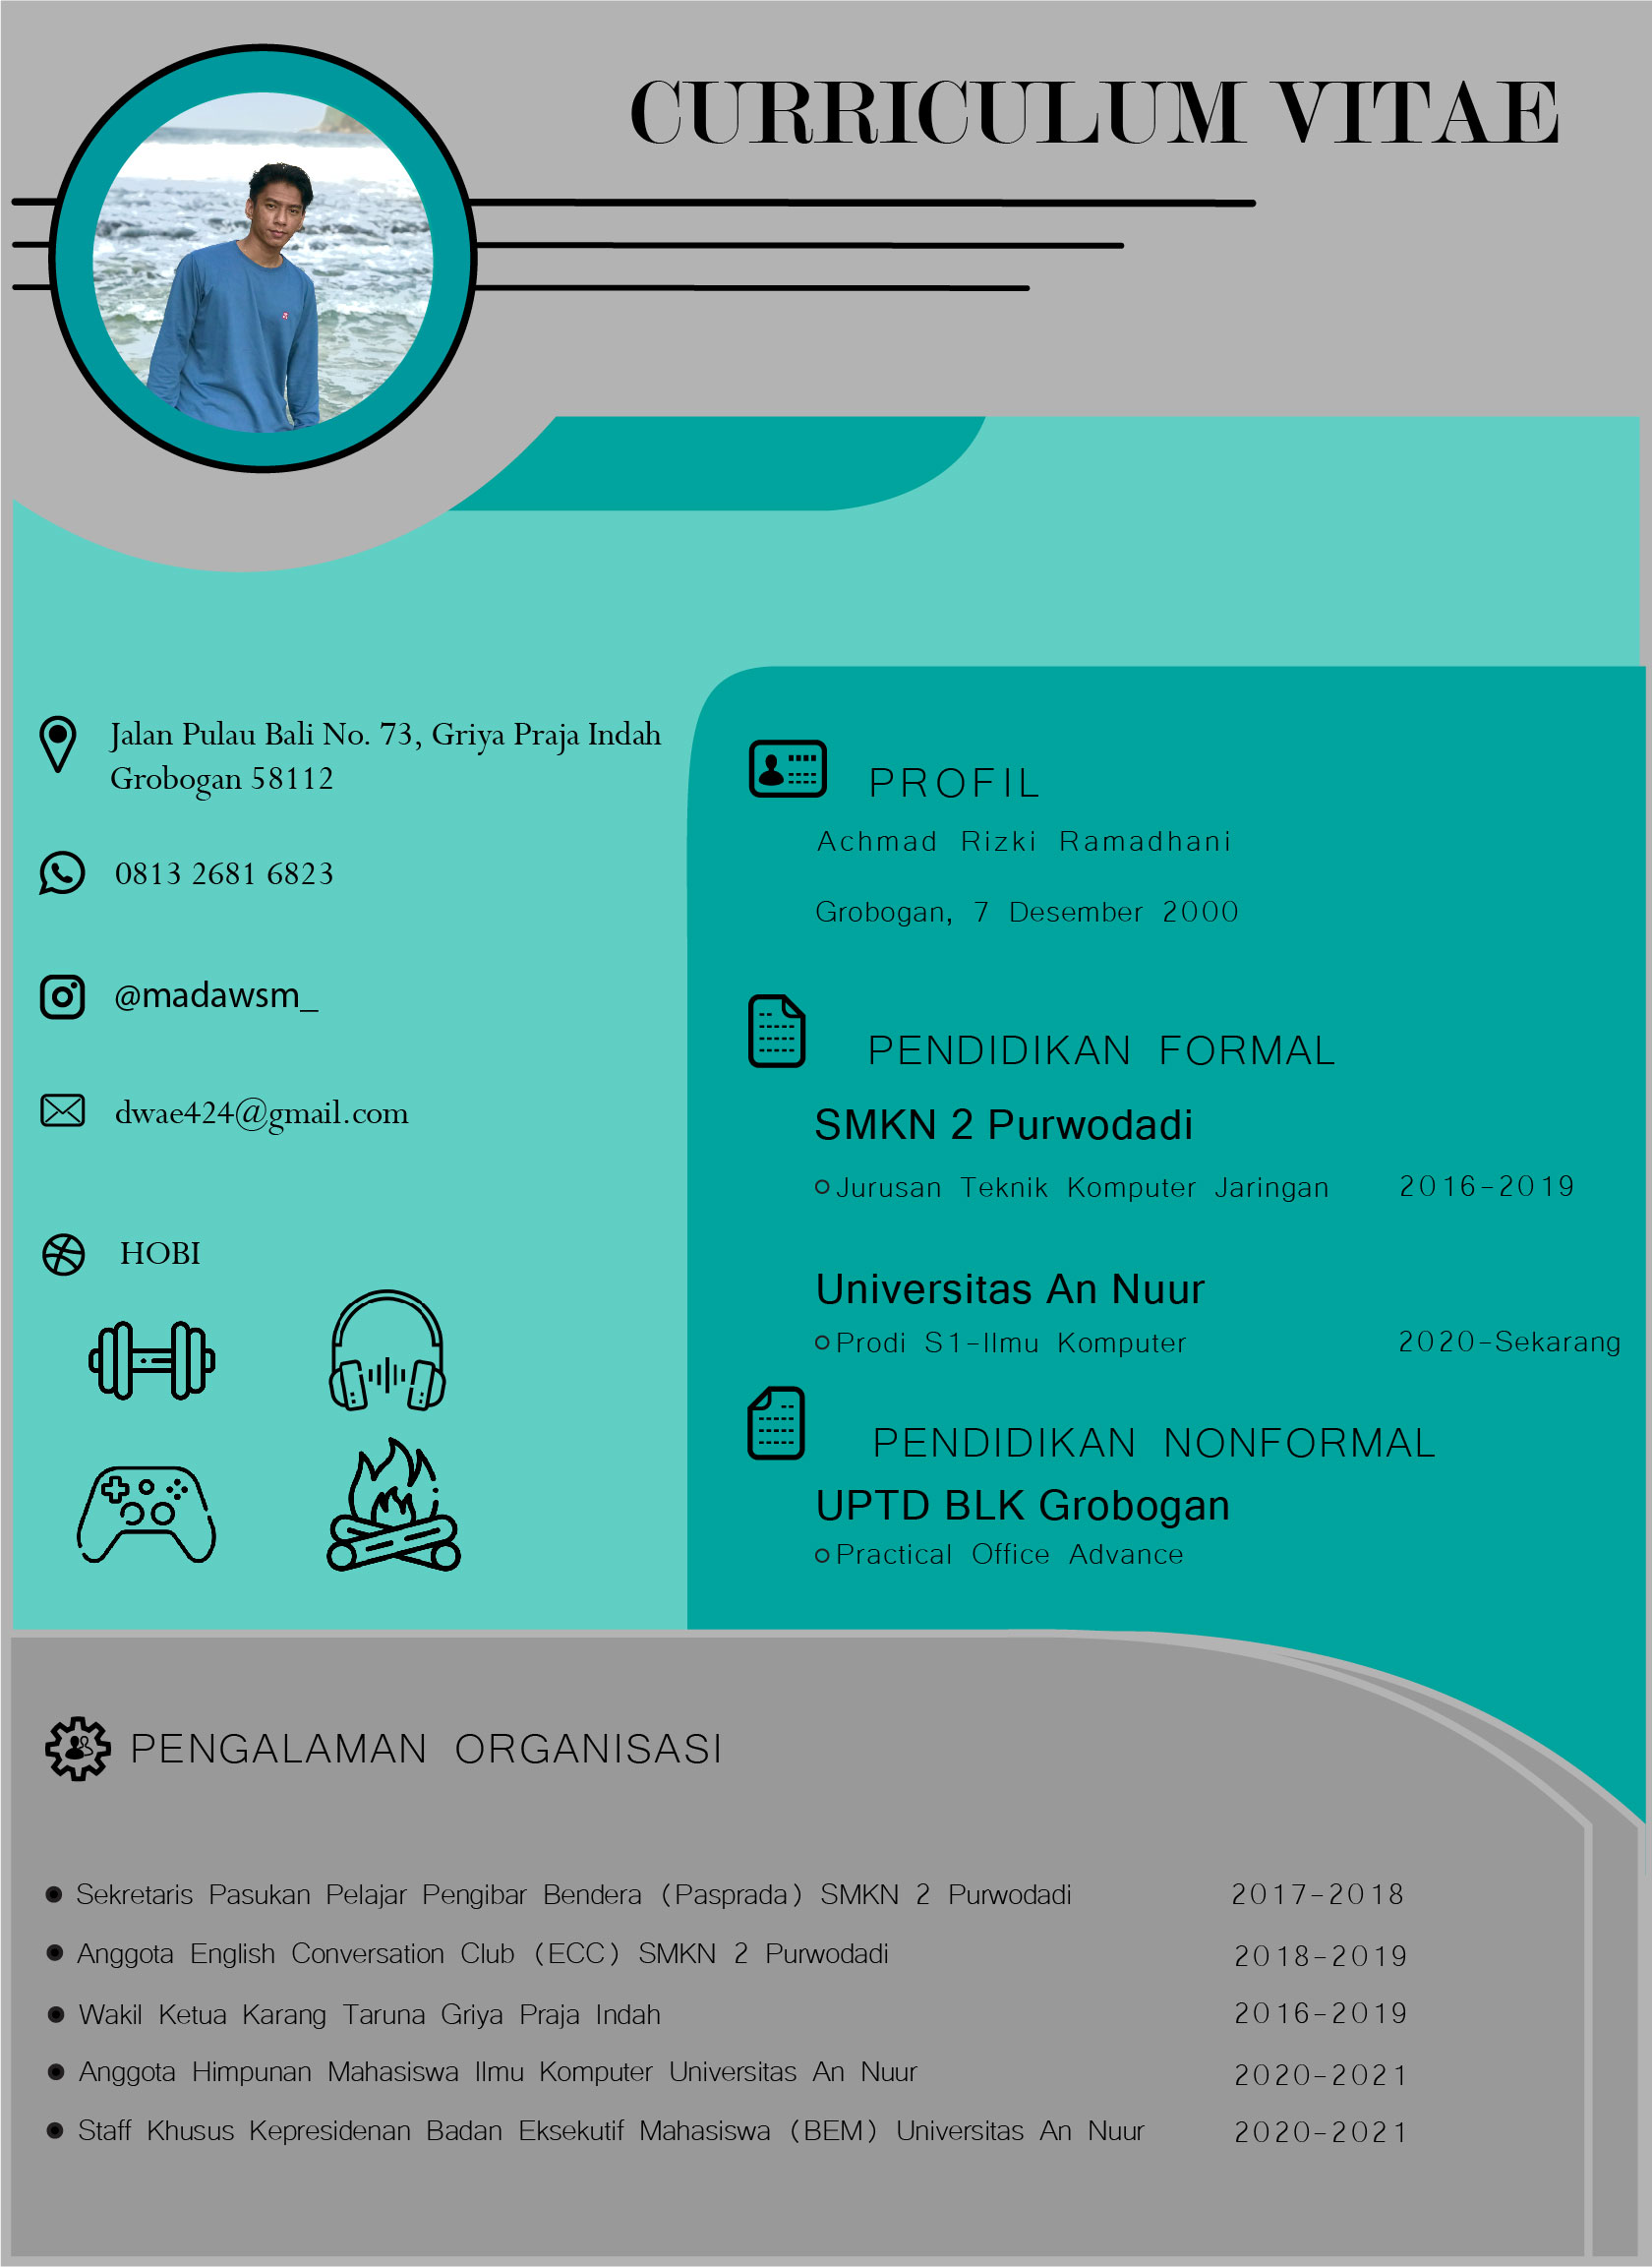 CURRICULUM VITAE
Jalan Pulau Bali No. 73, Griya Praja Indah
Grobogan 58112
0813 2681 6823
@madawsm_
dwae424@gmail.com
HOBI
PROFIL
Achmad Rizki Ramadhani
Grobogan, 7 Desember 2000
PENDIDIKAN FORMAL
SMKN 2 Purwodadi
Jurusan Teknik Komputer Jaringan 2016-2019
Universitas An Nuur
Prodi S1-Ilmu Komputer 2020-Sekarang
PENDIDIKAN NONFORMAL
UPTD BLK Grobogan
Practical Office Advance
PENGALAMAN ORGANISASI
Sekretaris Pasukan Pelajar Pengibar Bendera (Pasprada) SMKN 2 Purwodadi 2017-2018
Anggota English Conversation Club (ECC) SMKN 2 Purwodadi 2018-2019
Wakil Ketua Karang Taruna Griya Praja Indah 2016-2019
Anggota Himpunan Mahasiswa Ilmu Komputer Universitas An Nuur 2020-2021
Staff Khusus Kepresidenan Badan Eksekutif Mahasiswa (BEM) Universitas An Nuur 2020-2021